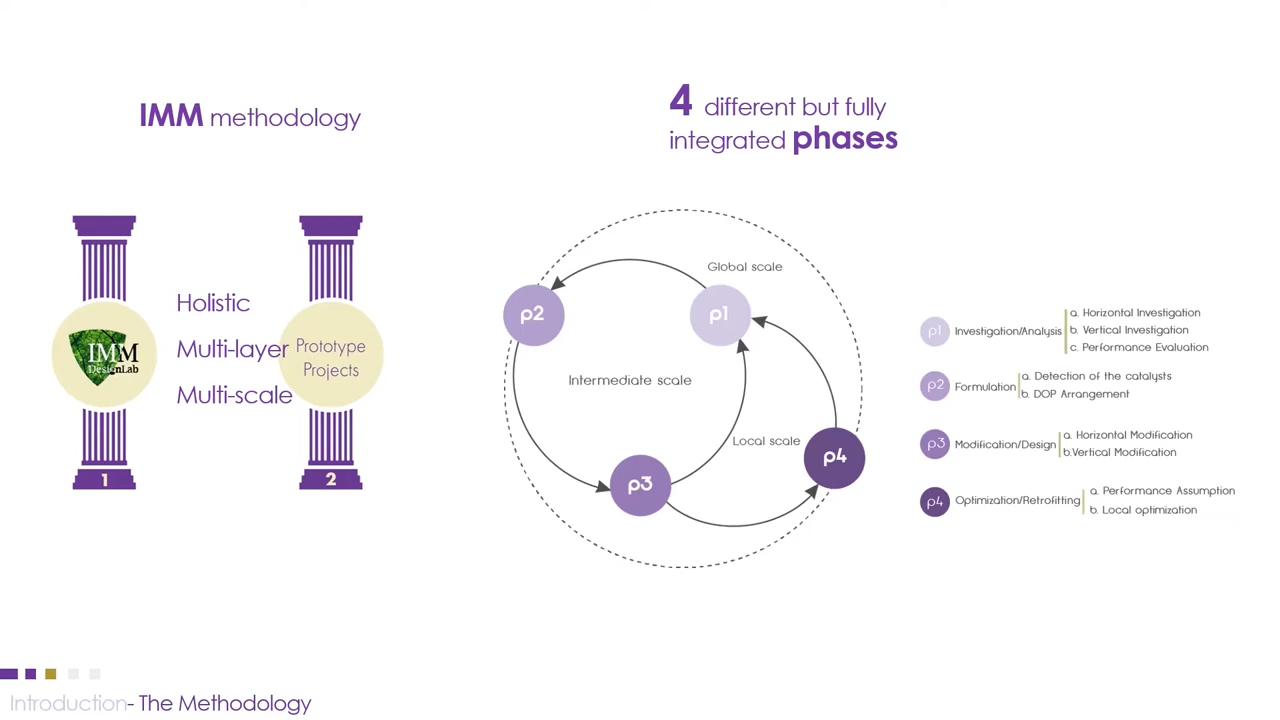 IMM methodology
4 different but fully
integrated phases
Holistic
Multi-layer
Multi-scale
IMM
DesignLab
Prototype
Projects
1
2
Global scale
Intermediate scale
Local scale
p1
p2
p3
p4
p1 Investigation/Analysis
a. Horizontal Investigation
b. Vertical Investigation
c. Performance Evaluation
p2 Formulation
a. Detection of the catalysts
b. DOP Arrangement
p3 Modification/Design
a. Horizontal Modification
b.Vertical Modification
p4 Optimization/Retrofitting
a. Performance Assumption
b. Local optimization
Introduction- The Methodology